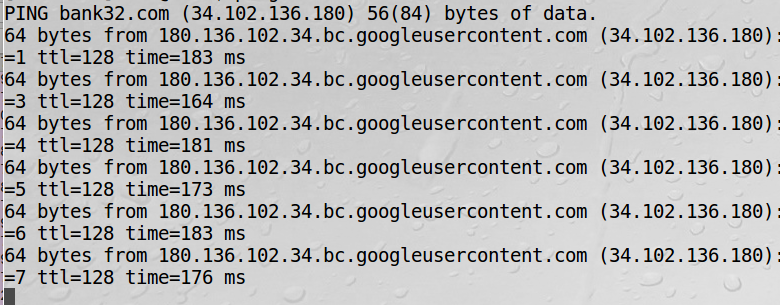 PING bank32.com (34.102.136.180) 56(84) bytes of data.
64 bytes from 180.136.102.34.bc.googleusercontent.com (34.102.136.180):
=1 ttl=128 time=183 ms
64 bytes from 180.136.102.34.bc.googleusercontent.com (34.102.136.180):
=3 ttl=128 time=164 ms
64 bytes from 180.136.102.34.bc.googleusercontent.com (34.102.136.180):
=4 ttl=128 time=181 ms
64 bytes from 180.136.102.34.bc.googleusercontent.com (34.102.136.180):
=5 ttl=128 time=173 ms
64 bytes from 180.136.102.34.bc.googleusercontent.com (34.102.136.180):
=6 ttl=128 time=183 ms
64 bytes from 180.136.102.34.bc.googleusercontent.com (34.102.136.180):
=7 ttl=128 time=176 ms